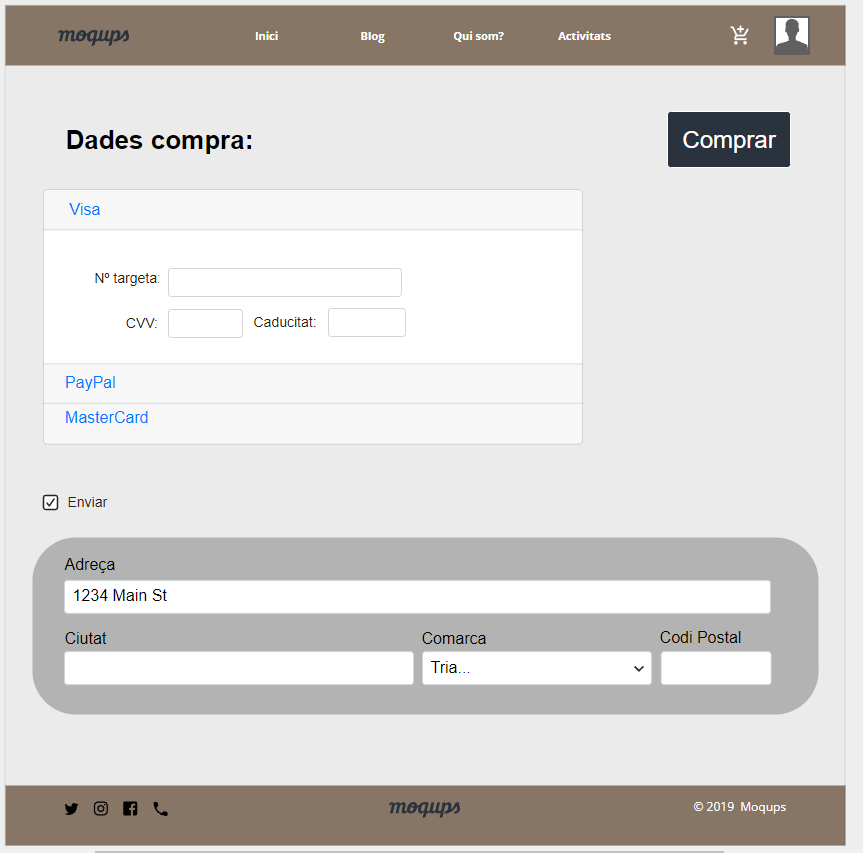 moqups Inici Blog Qui som? Activitats
Dades compra:
Comprar
Visa
Nº targeta:
CVV: Caducitat:
PayPal
MasterCard
Enviar
Adreça
1234 Main St
Ciutat Comarca Codi Postal
Tria...
moqups © 2019 Moqups